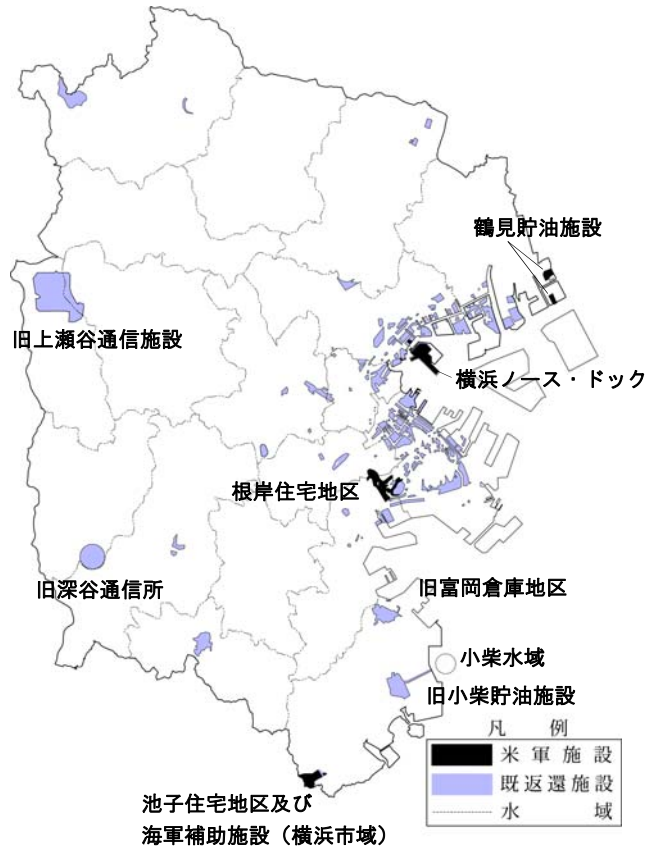 鶴見貯油施設
旧上瀬谷通信施設
横浜ノース・ドック
根岸住宅地区
旧深谷通信所
旧富岡倉庫地区
小柴水域
旧小柴貯油施設
池子住宅地区及び
海軍補助施設（横浜市域）
凡 例
米軍施設
既返還施設
水域